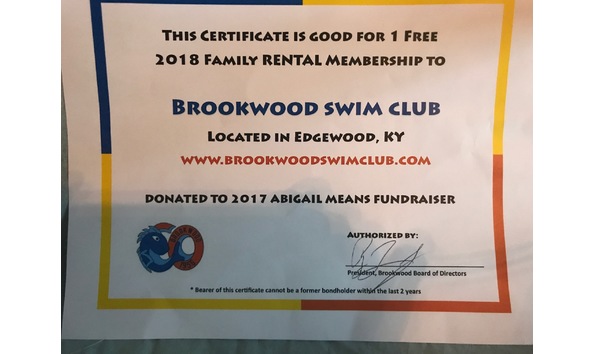 THIS CERTIFICATE IS GOOD FOR 1 FREE
2018 FAMILY RENTAL MEMBERSHIP TO
BROOKWOOD SWIM CLUB
LOCATED IN EDGEWOOD, KY
WWW.BROOKWOODSWIMCLUB.COM
DONATED TO 2017 ABIGAIL MEANS FUNDRAISER
BROOKWOOD
AUTHORIZED BY:
President, Brookwood Board of Directors
* Bearer of this certificate cannot be a former bondholder within the last 2 years